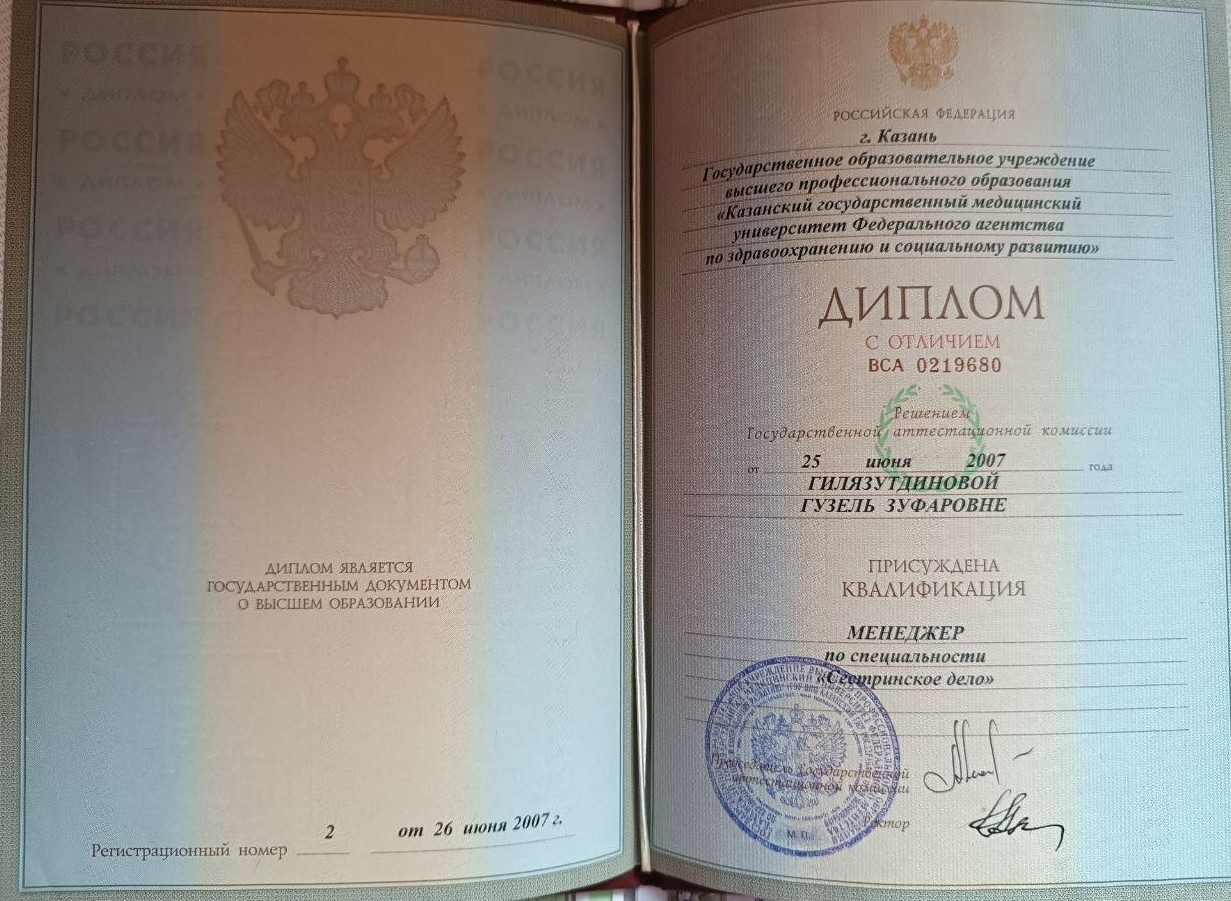 РОССИЯ
ДИПЛОМ
РОССИЯ
ДИПЛОМ
РОССИЯ
ДИПЛОМ
РОССИЯ
РОССИЯ
ДИПЛОМ
РОССИЯ
ДИПЛОМ
РОССИЯ
ДИПЛОМ
РОССИЯ
ДИПЛОМ ЯВЛЯЕТСЯ
ГОСУДАРСТВЕННЫМ ДОКУМЕНТОМ
О ВЫСШЕМ ОБРАЗОВАНИИ
Регистрационный номер 2 от 26 июня 2007 г.
РОССИЙСКАЯ ФЕДЕРАЦИЯ
г. Казань
Государственное образовательное учреждение
высшего профессионального образования
«Казанский государственный медицинский
университет Федерального агентства
по здравоохранению и социальному развитию»
ДИПЛОМ
С ОТЛИЧИЕМ
ВСА 0219680
Решением
Государственной аттестационной комиссии
от 25 июня 2007 года
ГИЛЯЗУТДИНОВОЙ
ГУЗЕЛЬ ЗУФАРОВНЕ
ПРИСУЖДЕНА
КВАЛИФИКАЦИЯ
МЕНЕДЖЕР
по специальности
«Сестринское дело»
Председатель Государственной
аттестационной комиссии
Ректор
М. П.